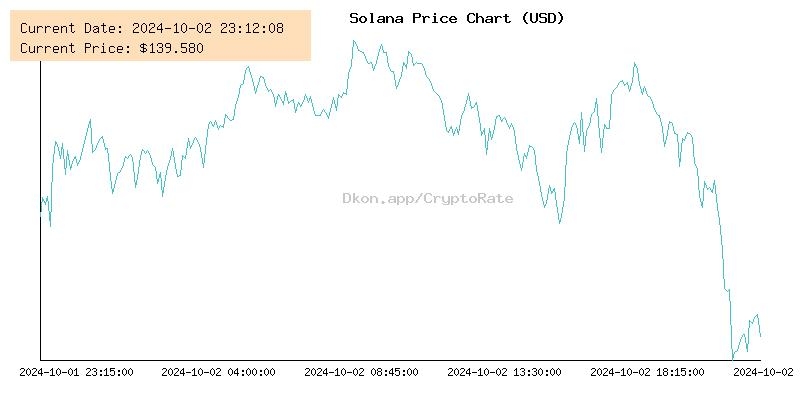 Solana Price Chart (USD)
Current Date: 2024-10-02 23:12:08
Current Price: $139.580
Dkon.app/CryptoRate
2024-10-01 23:15:00
2024-10-02 04:00:00
2024-10-02 08:45:00
2024-10-02 13:30:00
2024-10-02 18:15:00
2024-10-02